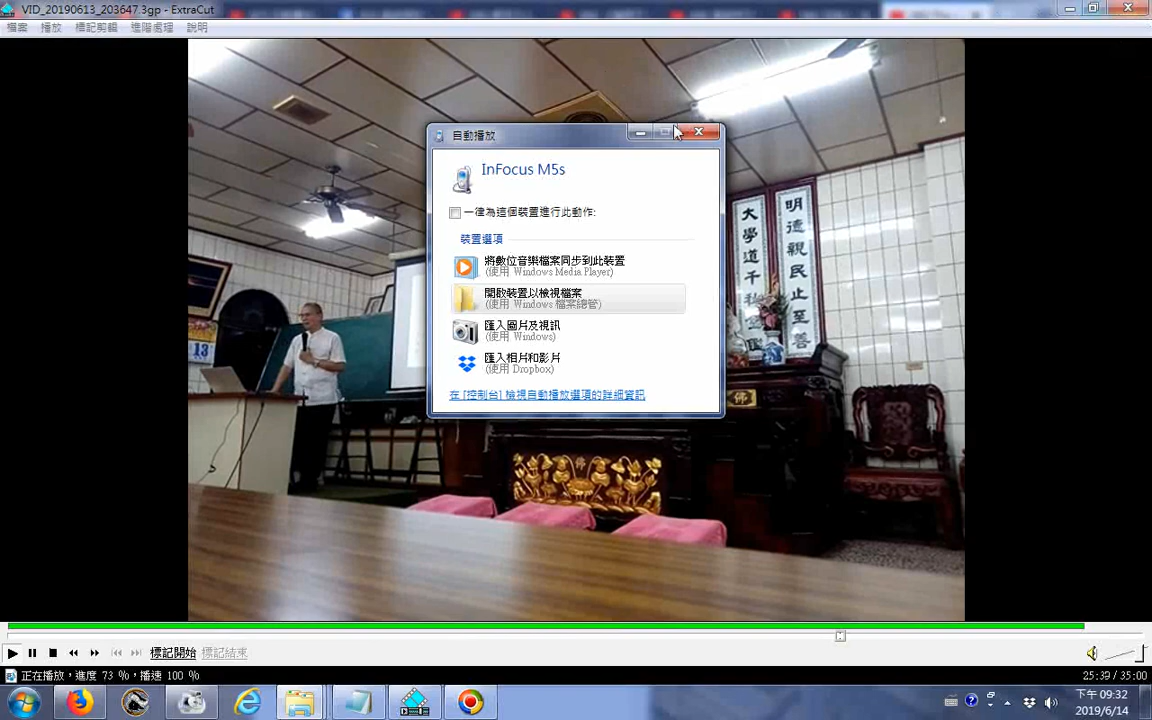 VID_20190613_203647.3gp - ExtraCut
檔案 播放 標記剪輯 進階處理 說明
自動播放
InFocus M5s
一律為這個裝置進行此動作:
裝置選項
將數位音樂檔案同步到此裝置
(使用 Windows Media Player)
開啟裝置以檢視檔案
(使用 Windows 檔案總管)
匯入圖片及視訊
(使用 Windows)
匯入相片和影片
(使用 Dropbox)
在 [控制台] 檢視自動播放選項的詳細資訊
明德親民止至善
大學道千
佛
佛
13
標記開始 標記結束
正在播放，進度 73 %，播速 100 %
25:39 / 35:00
下午 09:32
2019/6/14